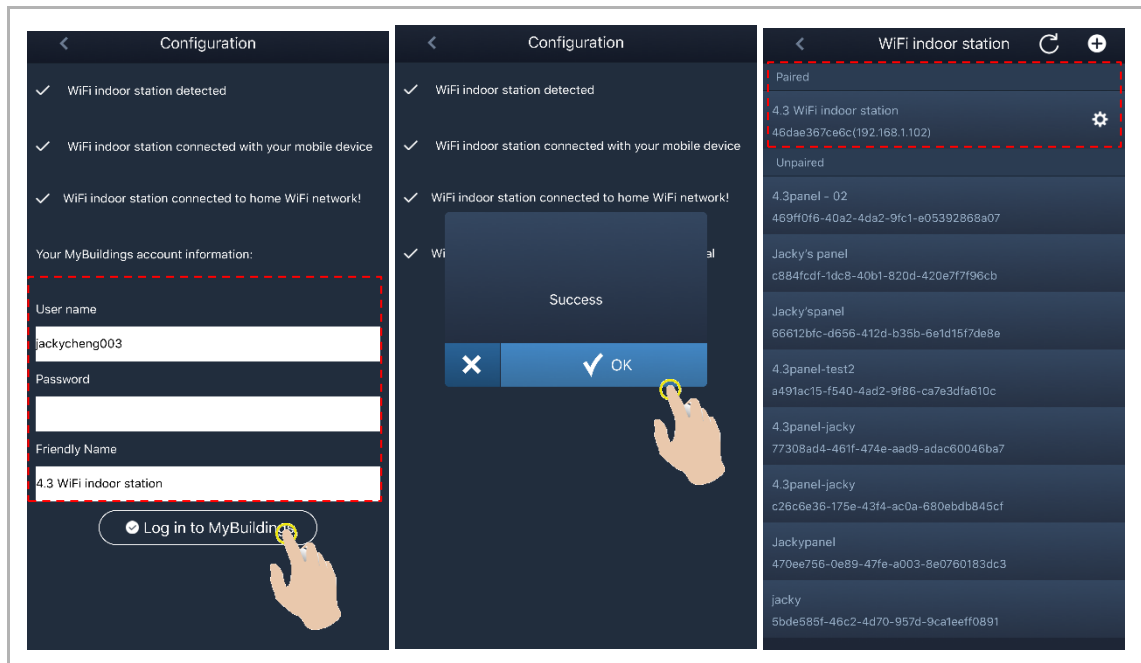 Configuration
WiFi indoor station detected
WiFi indoor station connected with your mobile device
WiFi indoor station connected to home WiFi network!
Your MyBuildings account information:
User name
jackycheng003
Password
Friendly Name
4.3 WiFi indoor station
Log in to MyBuildings
Configuration
WiFi indoor station detected
WiFi indoor station connected with your mobile device
WiFi indoor station connected to home WiFi network!
Wi al
Success
OK
WiFi indoor station
Paired
4.3 WiFi indoor station
46dae367ce6c(192.168.1.102)
Unpaired
4.3panel - 02
469ff0f6-40a2-4da2-9fc1-e05392868a07
Jacky's panel
c884fcdf-1dc8-40b1-820d-420e7f7f96cb
Jacky'spanel
66612bfc-d656-412d-b35b-6e1d15f7de8e
4.3panel-test2
a491ac15-f540-4ad2-9f86-ca7e3dfa610c
4.3panel-jacky
77308ad4-461f-474e-aad9-adac60046ba7
4.3panel-jacky
c26c6e36-175e-43f4-ac0a-680ebdb845cf
Jackypanel
470ee756-0e89-47fe-a003-8e0760183dc3
jacky
5bde585f-46c2-4d70-957d-9ca1eeff0891